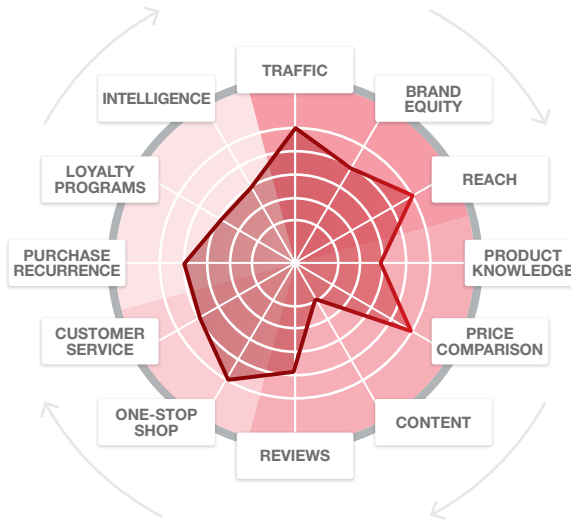 TRAFFIC
BRAND
EQUITY
REACH
PRODUCT
KNOWLEDGE
PRICE
COMPARISON
CONTENT
REVIEWS
ONE-STOP
SHOP
CUSTOMER
SERVICE
PURCHASE
RECURRENCE
LOYALTY
PROGRAMS
INTELLIGENCE